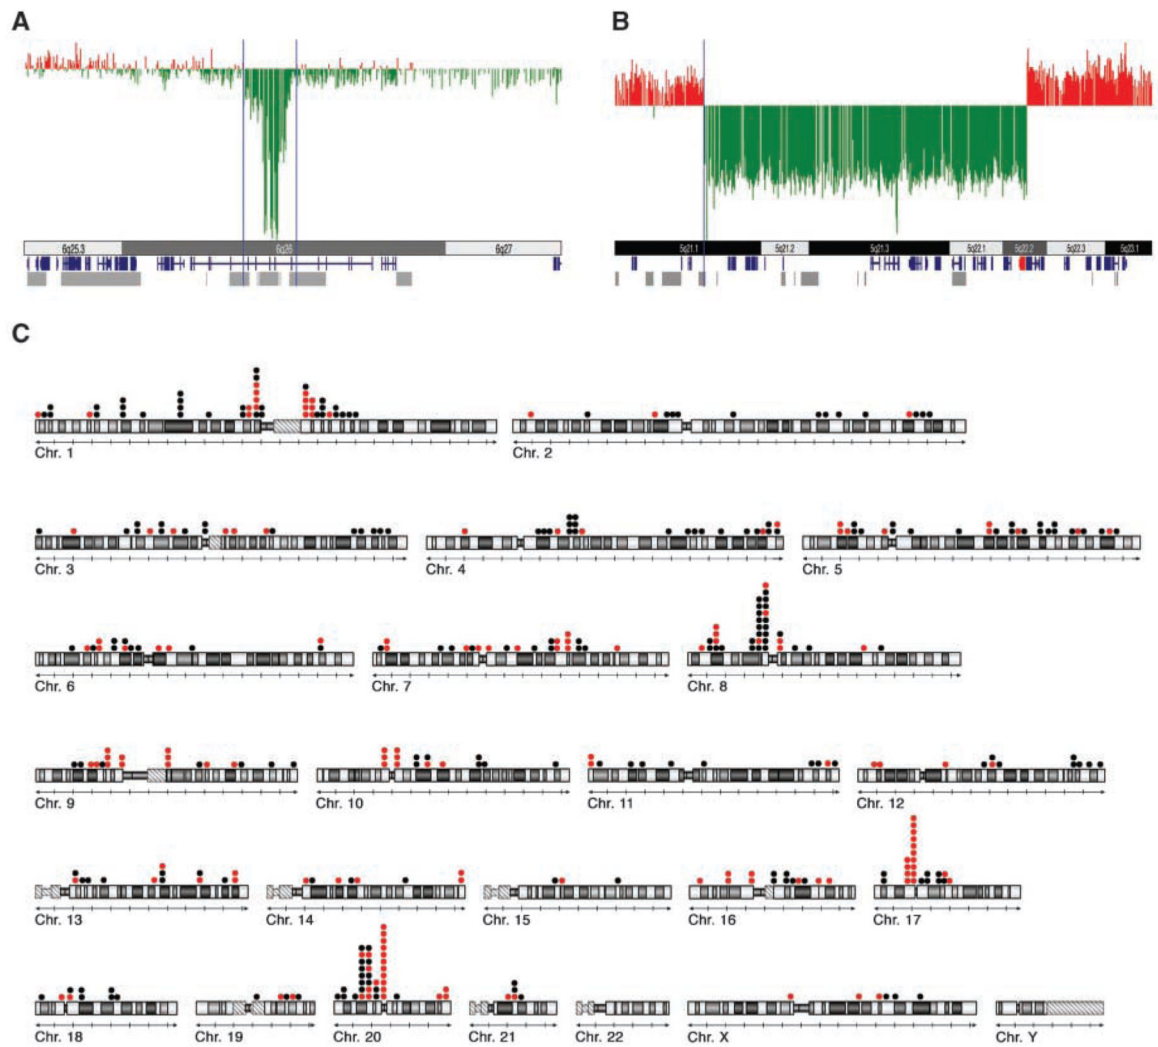 A
B
6q25.3 6q26 6q27
5q21.1 5q21.2 5q21.3 5q22.1 5q22.2 5q22.3 5q23.1
C
Chr. 1 Chr. 2
Chr. 3 Chr. 4 Chr. 5
Chr. 6 Chr. 7 Chr. 8
Chr. 9 Chr. 10 Chr. 11 Chr. 12
Chr. 13 Chr. 14 Chr. 15 Chr. 16 Chr. 17
Chr. 18 Chr. 19 Chr. 20 Chr. 21 Chr. 22 Chr. X Chr. Y